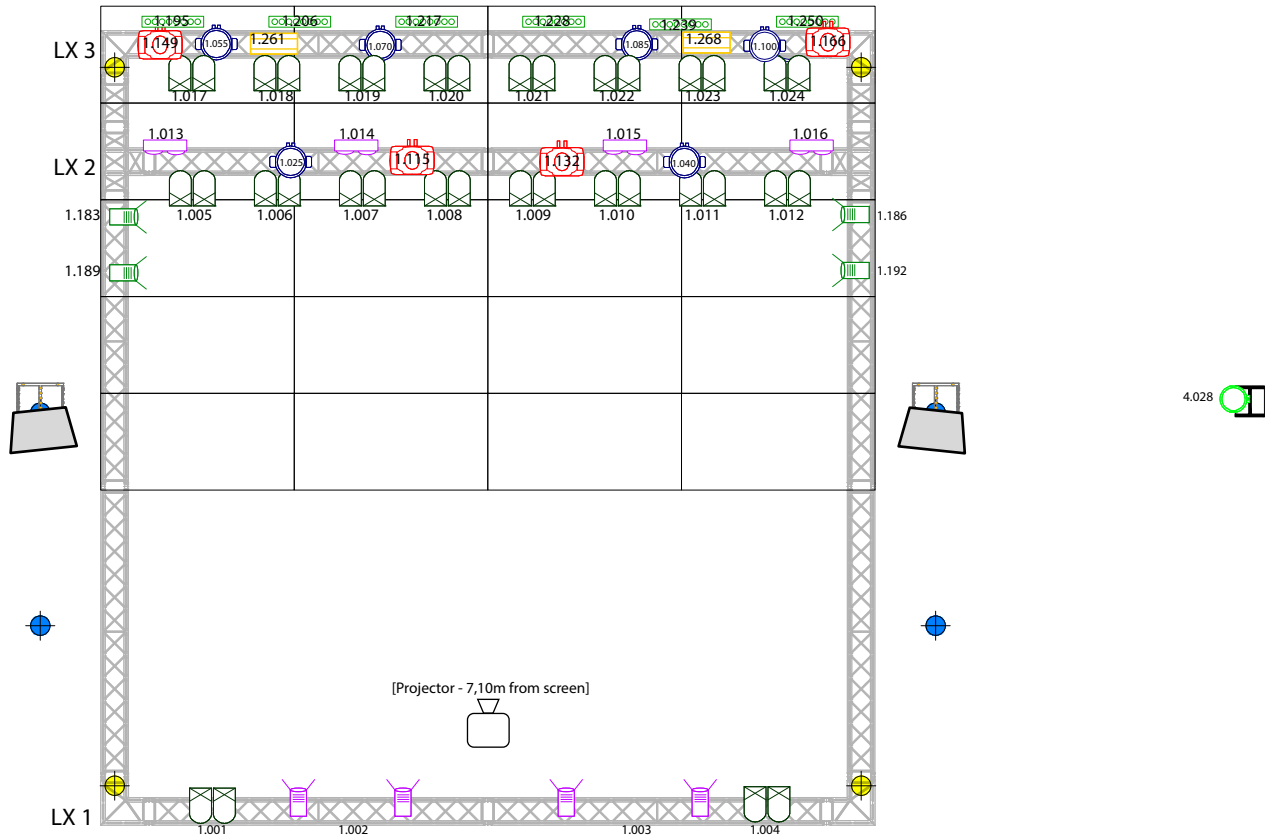 1.195 1.206 1.217 1.228 1.239 1.250
LX 3 1.149 1.055 1.261 1.070 1.085 1.268 1.100 1.166
1.017 1.018 1.019 1.020 1.021 1.022 1.023 1.024
1.013 1.014 1.015 1.016
LX 2 1.025 1.115 1.132 1.040
1.005 1.006 1.007 1.008 1.009 1.010 1.011 1.012
1.183 1.186
1.189 1.192
4.028
[Projector - 7,10m from screen]
LX 1
1.001 1.002 1.003 1.004